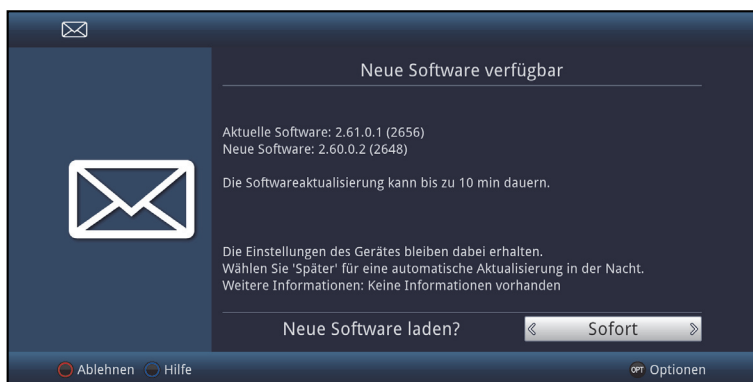 Neue Software verfügbar
Aktuelle Software: 2.61.0.1 (2656)
Neue Software: 2.60.0.2 (2648)
Die Softwareaktualisierung kann bis zu 10 min dauern.
Die Einstellungen des Gerätes bleiben dabei erhalten.
Wählen Sie 'Später' für eine automatische Aktualisierung in der Nacht.
Weitere Informationen: Keine Informationen vorhanden
Neue Software laden? « Sofort »
Ablehnen Hilfe OPT Optionen